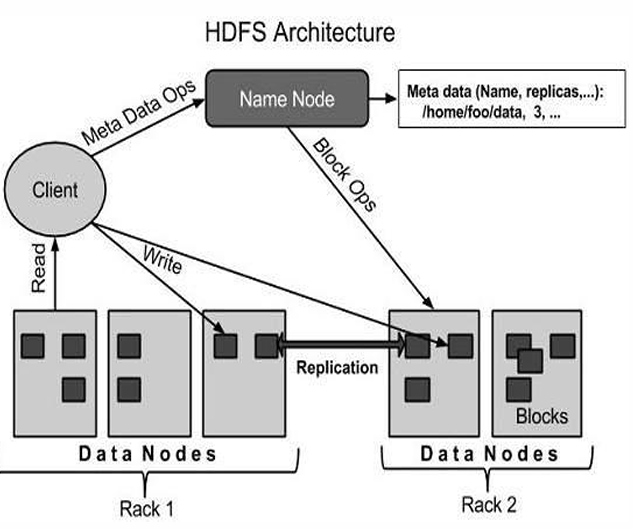 HDFS Architecture
Meta Data Ops
Name Node
Meta data (Name, replicas,...):
/home/foo/data, 3, ...
Client
Block Ops
Read
Write
Replication
Blocks
Data Nodes
Data Nodes
Rack 1
Rack 2